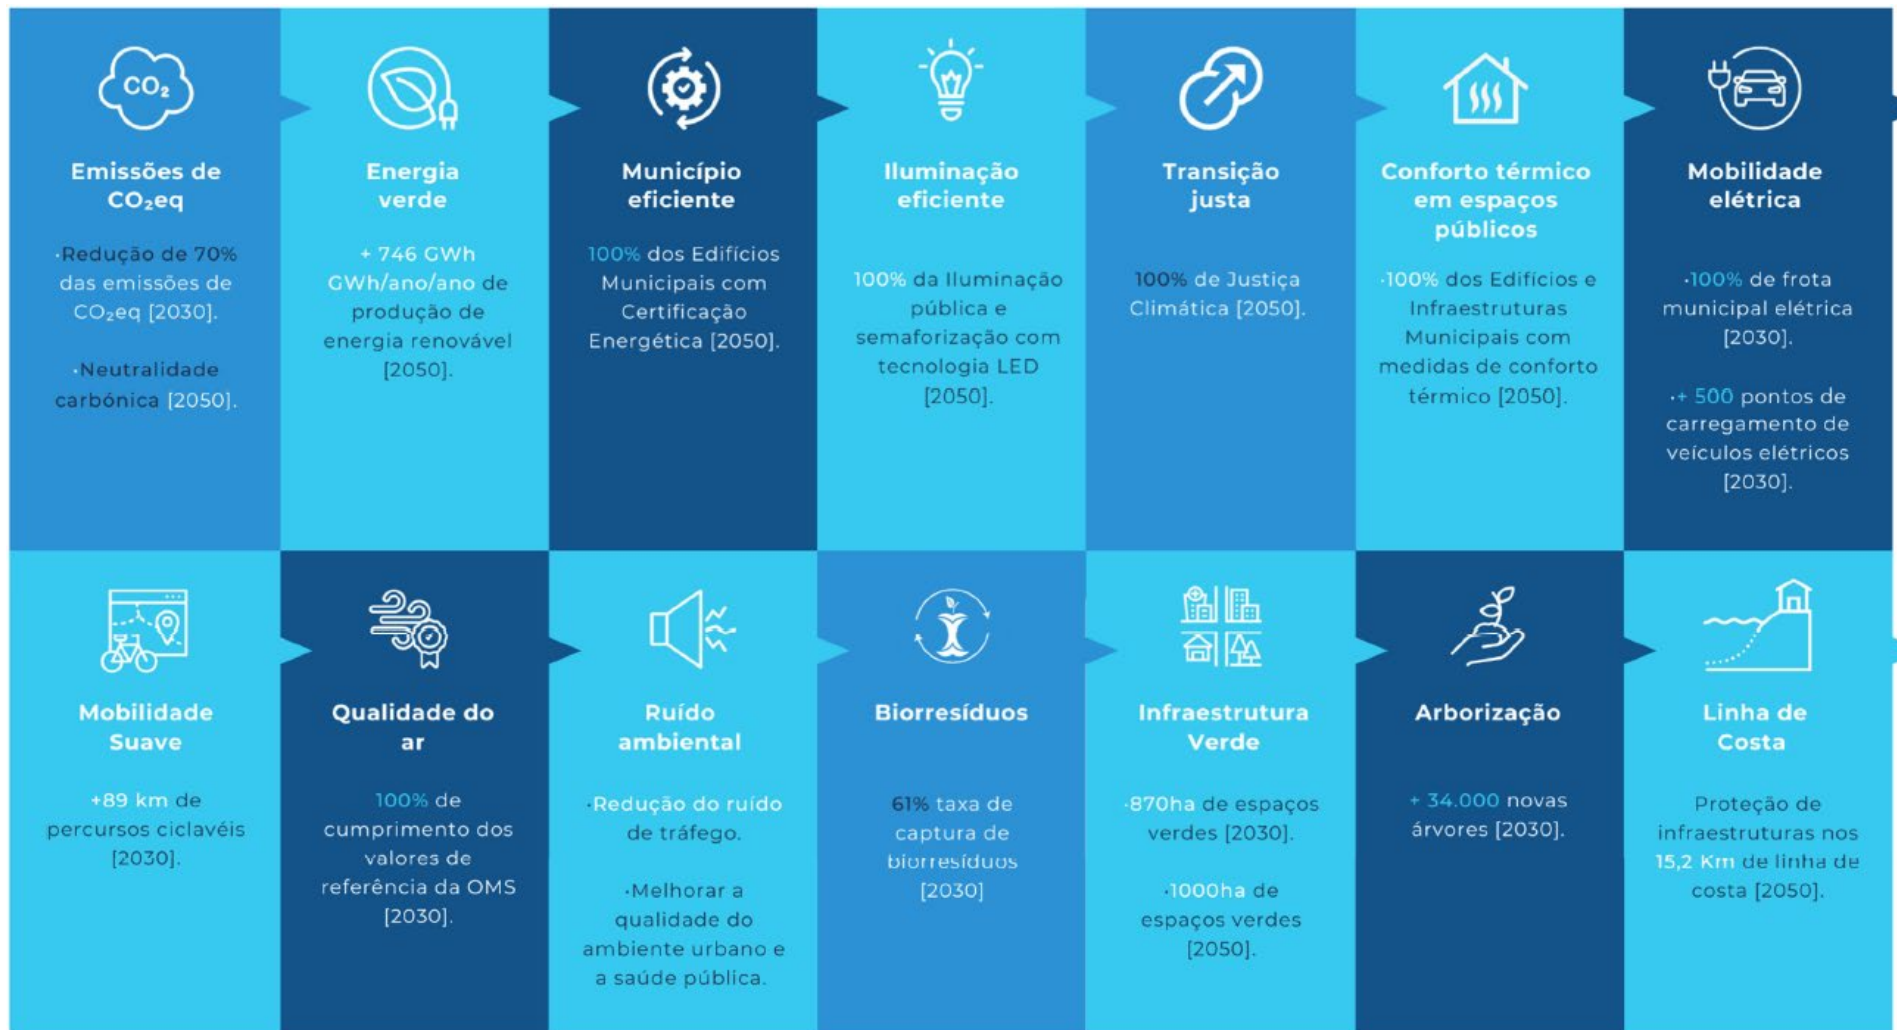 CO₂
Emissões de
CO₂eq
·Redução de 70%
das emissões de
CO₂eq [2030].
·Neutralidade
carbónica [2050].
Energia
verde
+ 746 GWh
GWh/ano/ano de
produção de
energia renovável
[2050].
Município
eficiente
100% dos Edifícios
Municipais com
Certificação
Energética [2050].
Iluminação
eficiente
100% da Iluminação
pública e
semaforização com
tecnologia LED
[2050].
Transição
justa
100% de Justiça
Climática [2050].
Conforto térmico
em espaços
públicos
·100% dos Edifícios e
Infraestruturas
Municipais com
medidas de conforto
térmico [2050].
Mobilidade
elétrica
·100% de frota
municipal elétrica
[2030].
·+ 500 pontos de
carregamento de
veículos elétricos
[2030].
Mobilidade
Suave
+89 km de
percursos ciclavéis
[2030].
Qualidade do
ar
100% de
cumprimento dos
valores de
referência da OMS
[2030].
Ruído
ambiental
·Redução do ruído
de tráfego.
·Melhorar a
qualidade do
ambiente urbano e
a saúde pública.
Biorresíduos
61% taxa de
captura de
biorresíduos
[2030]
Infraestrutura
Verde
·870ha de espaços
verdes [2030].
·1000ha de
espaços verdes
[2050].
Arborização
+ 34.000 novas
árvores [2030].
Linha de
Costa
Proteção de
infraestruturas nos
15,2 Km de linha de
costa [2050].